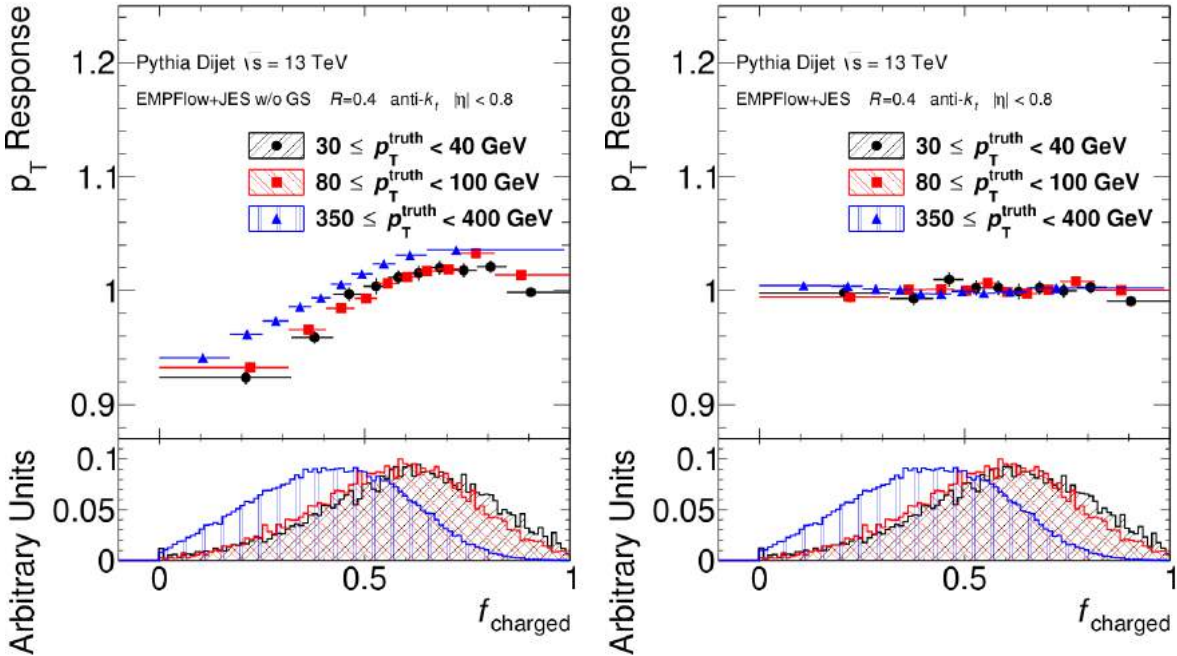 p_T Response
1.2
1.1
1
0.9
Pythia Dijet √s = 13 TeV
EMPFlow+JES w/o GS R=0.4 anti-k_t |η| < 0.8
30 ≤ p_T^truth < 40 GeV
80 ≤ p_T^truth < 100 GeV
350 ≤ p_T^truth < 400 GeV
Arbitrary Units
0.1
0.05
0
0 0.5 1
f_charged
p_T Response
1.2
1.1
1
0.9
Pythia Dijet √s = 13 TeV
EMPFlow+JES R=0.4 anti-k_t |η| < 0.8
30 ≤ p_T^truth < 40 GeV
80 ≤ p_T^truth < 100 GeV
350 ≤ p_T^truth < 400 GeV
Arbitrary Units
0.1
0.05
0
0 0.5 1
f_charged